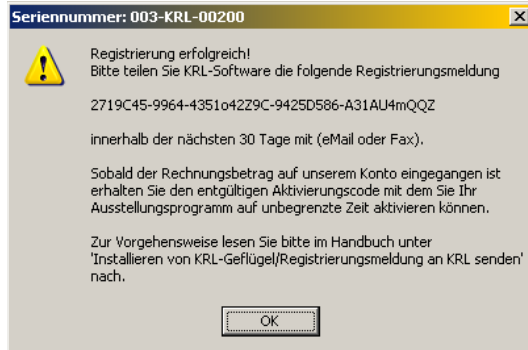 Seriennummer: 003-KRL-00200
Registrierung erfolgreich!
Bitte teilen Sie KRL-Software die folgende Registrierungsmeldung
2719C45-9964-4351o42Z9C-9425D586-A31AU4mQQZ
innerhalb der nächsten 30 Tage mit (eMail oder Fax).
Sobald der Rechnungsbetrag auf unserem Konto eingegangen ist
erhalten Sie den entgültigen Aktivierungscode mit dem Sie Ihr
Ausstellungsprogramm auf unbegrenzte Zeit aktivieren können.
Zur Vorgehensweise lesen Sie bitte im Handbuch unter
'Installieren von KRL-Geflügel/Registrierungsmeldung an KRL senden'
nach.
OK